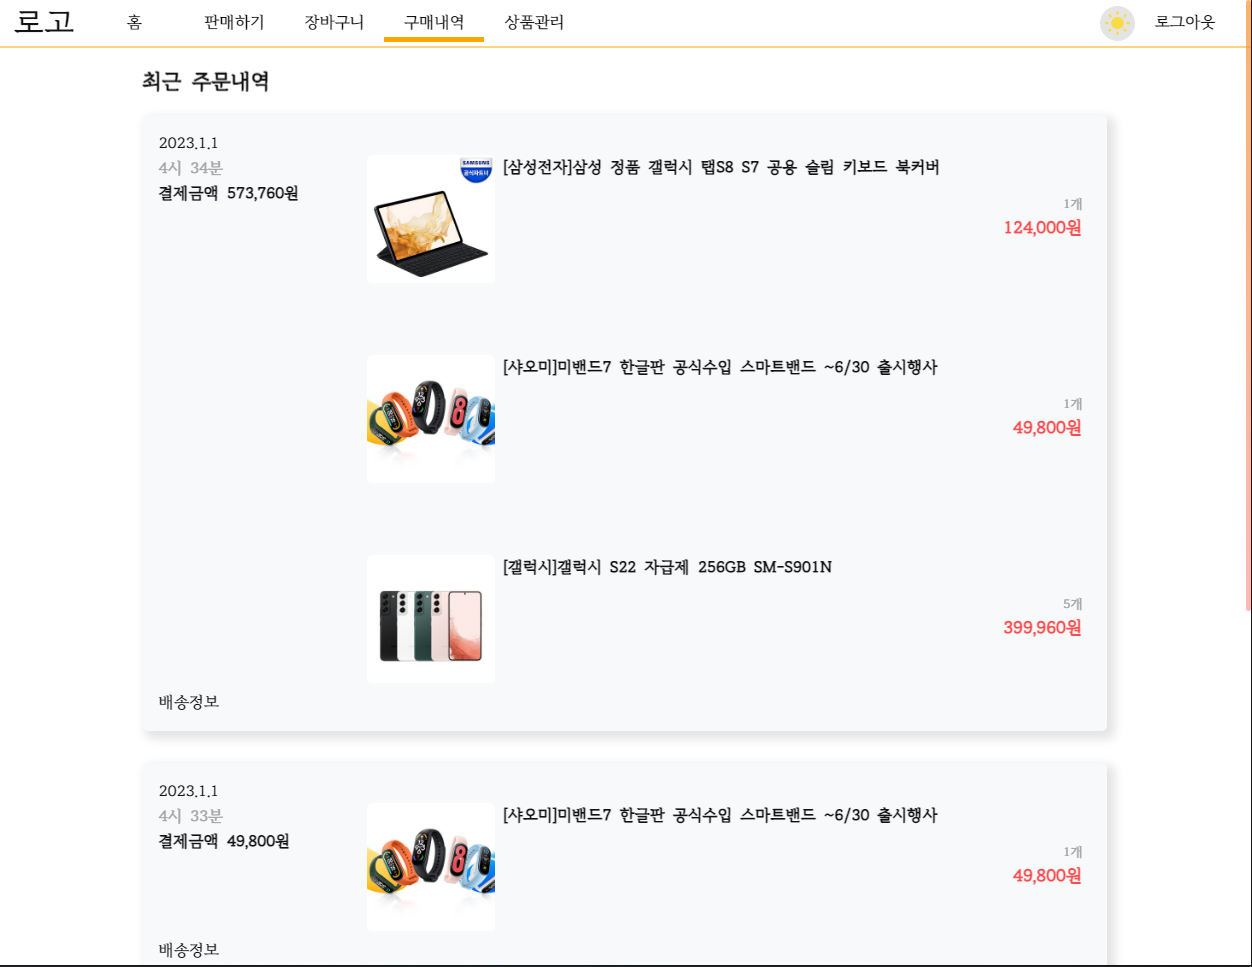 로고
홈 판매하기 장바구니 구매내역 상품관리 로그아웃
최근 주문내역
2023.1.1
4시 34분
결제금액 573,760원
SAMSUNG
공식파트너
[삼성전자]삼성 정품 갤럭시 탭S8 S7 공용 슬림 키보드 북커버
1개
124,000원
[샤오미]미밴드7 한글판 공식수입 스마트밴드 ~6/30 출시행사
1개
49,800원
[갤럭시]갤럭시 S22 자급제 256GB SM-S901N
5개
399,960원
배송정보
2023.1.1
4시 33분
결제금액 49,800원
[샤오미]미밴드7 한글판 공식수입 스마트밴드 ~6/30 출시행사
1개
49,800원
배송정보